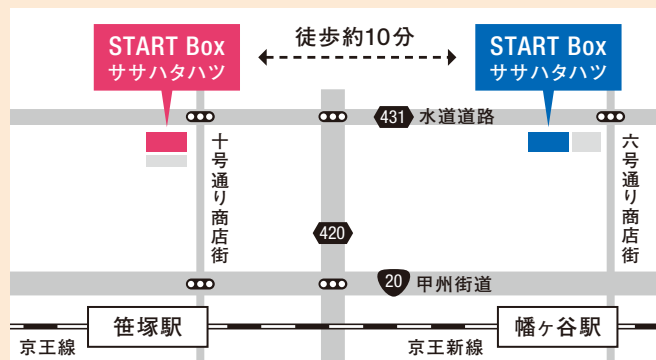 START Box
ササハタハツ
徒歩約10分
START Box
ササハタハツ
431 水道道路
十号通り商店街
六号通り商店街
420
20 甲州街道
笹塚駅
幡ヶ谷駅
京王線
京王新線